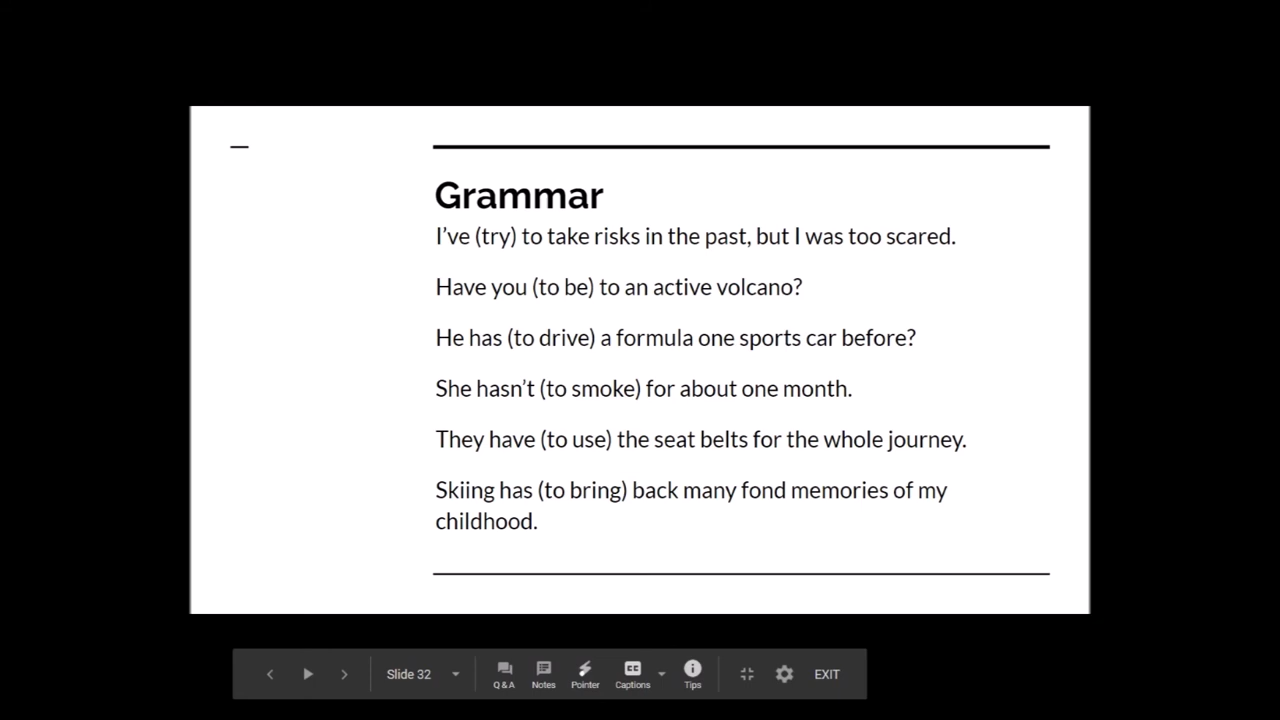 Grammar
I’ve (try) to take risks in the past, but I was too scared.
Have you (to be) to an active volcano?
He has (to drive) a formula one sports car before?
She hasn’t (to smoke) for about one month.
They have (to use) the seat belts for the whole journey.
Skiing has (to bring) back many fond memories of my
childhood.
Slide 32
Q & A
Notes
Pointer
CC
Captions
Tips
EXIT